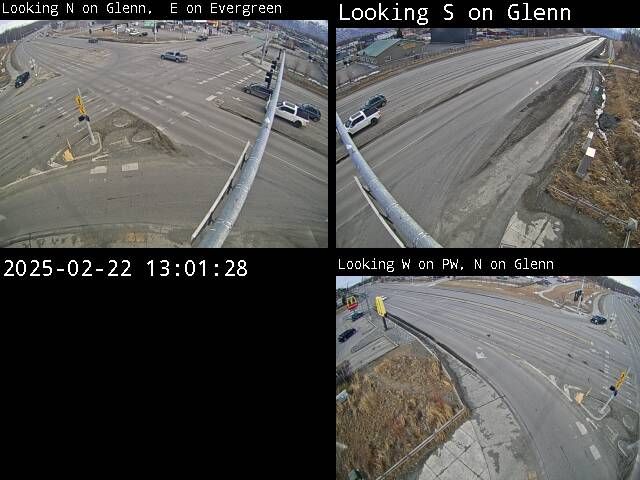 Looking N on Glenn,  E on Evergreen
Looking S on Glenn
2025-02-22 13:01:28
Looking W on PW, N on Glenn